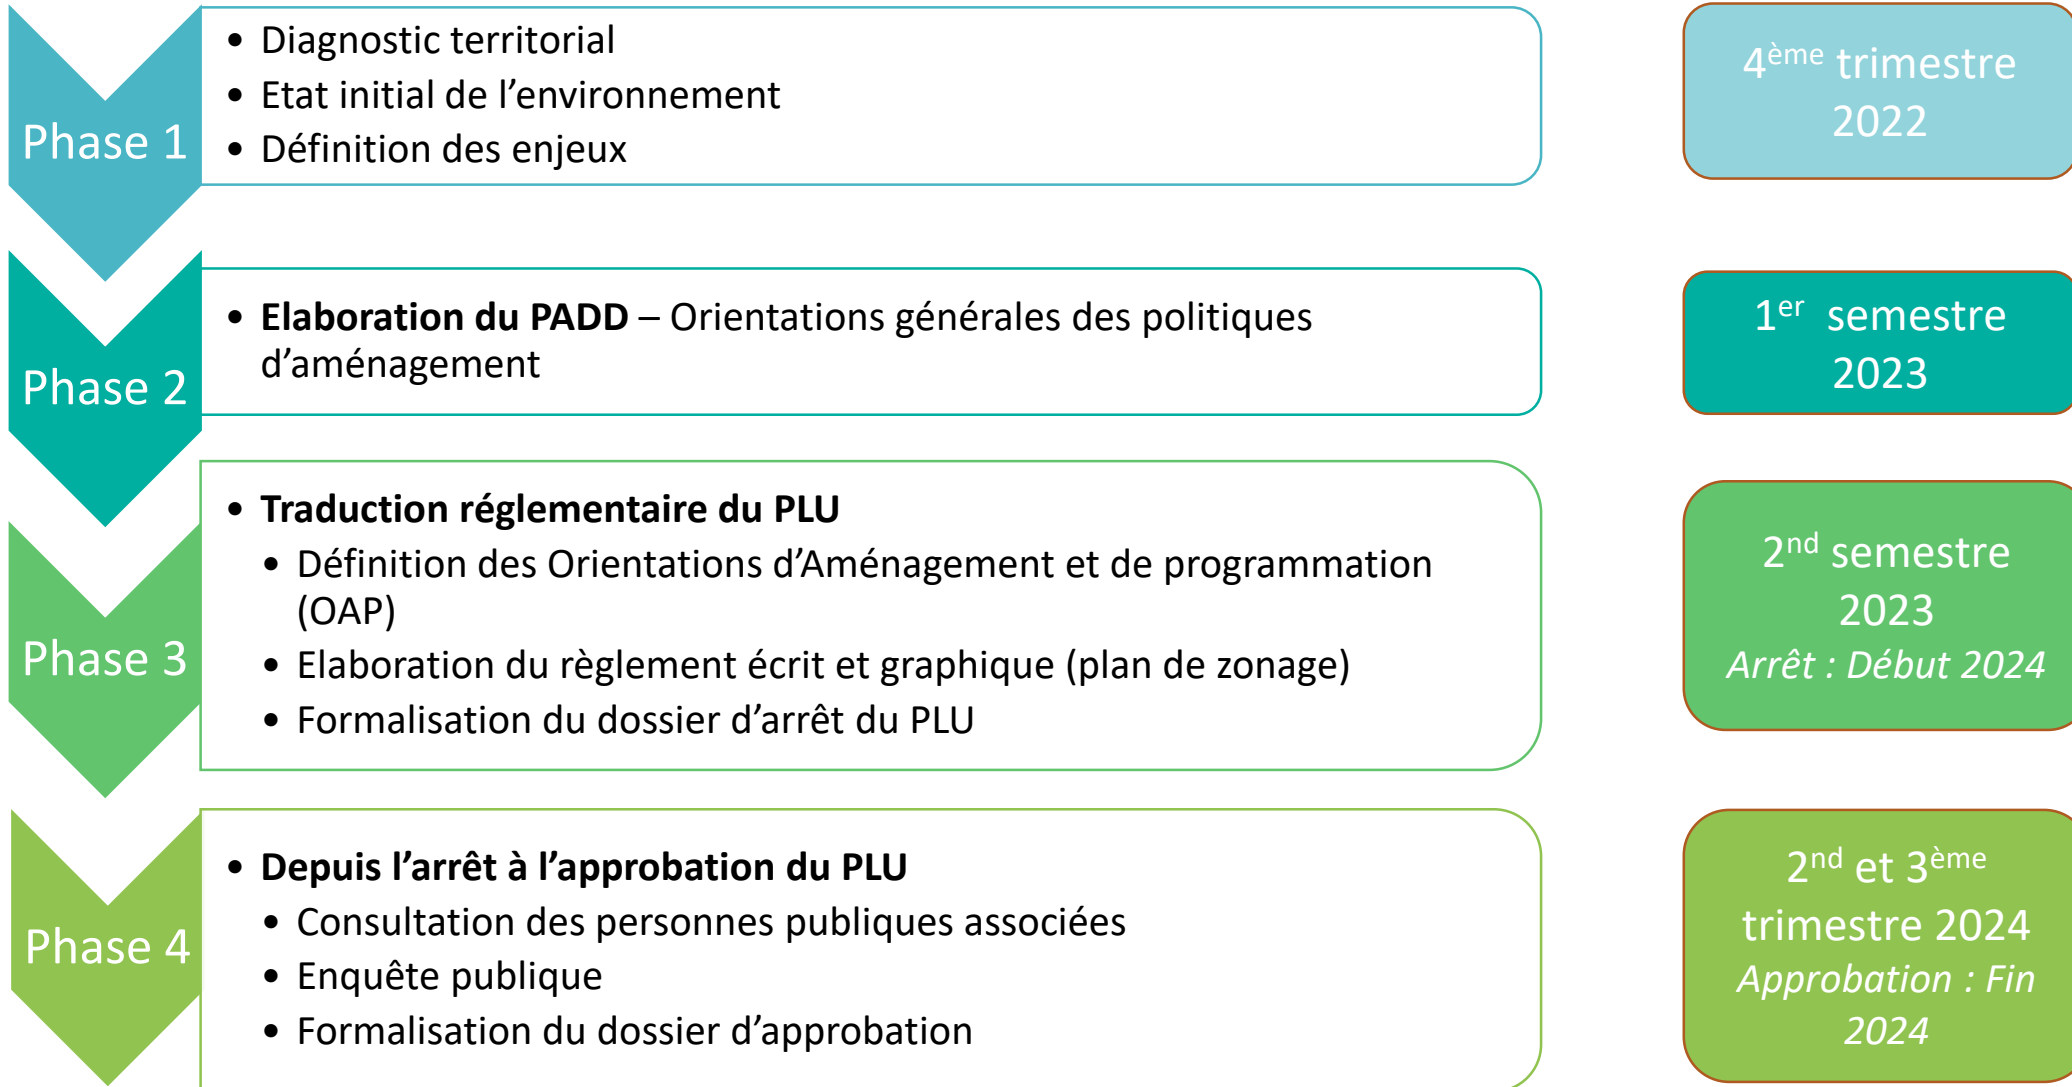 Phase 1
• Diagnostic territorial
• Etat initial de l’environnement
• Définition des enjeux
4ème trimestre
2022
Phase 2
• Elaboration du PADD – Orientations générales des politiques
d’aménagement
1er semestre
2023
Phase 3
• Traduction réglementaire du PLU
• Définition des Orientations d’Aménagement et de programmation
(OAP)
• Elaboration du règlement écrit et graphique (plan de zonage)
• Formalisation du dossier d’arrêt du PLU
2nd semestre
2023
Arrêt : Début 2024
Phase 4
• Depuis l’arrêt à l’approbation du PLU
• Consultation des personnes publiques associées
• Enquête publique
• Formalisation du dossier d’approbation
2nd et 3ème
trimestre 2024
Approbation : Fin
2024